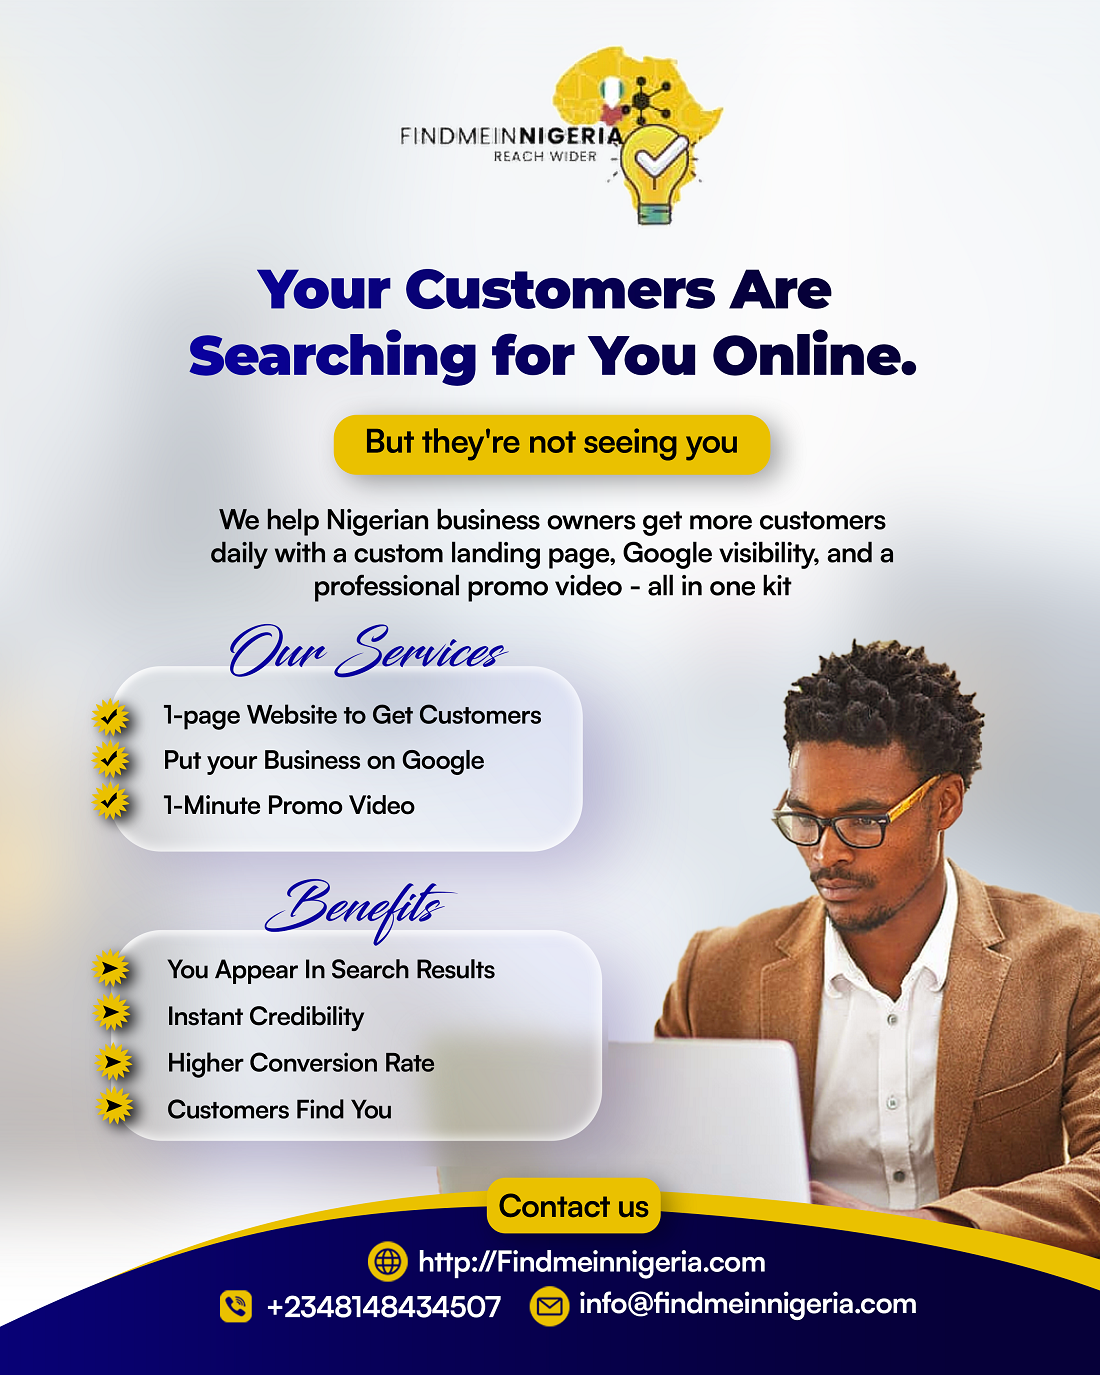 FINDMEINNIGERIA
REACH WIDER
Your Customers Are
Searching for You Online.
But they're not seeing you
We help Nigerian business owners get more customers
daily with a custom landing page, Google visibility, and a
professional promo video - all in one kit
Our Services
1-page Website to Get Customers
Put your Business on Google
1-Minute Promo Video
Benefits
You Appear In Search Results
Instant Credibility
Higher Conversion Rate
Customers Find You
Contact us
http://Findmeinnigeria.com
+2348148434507 info@findmeinnigeria.com